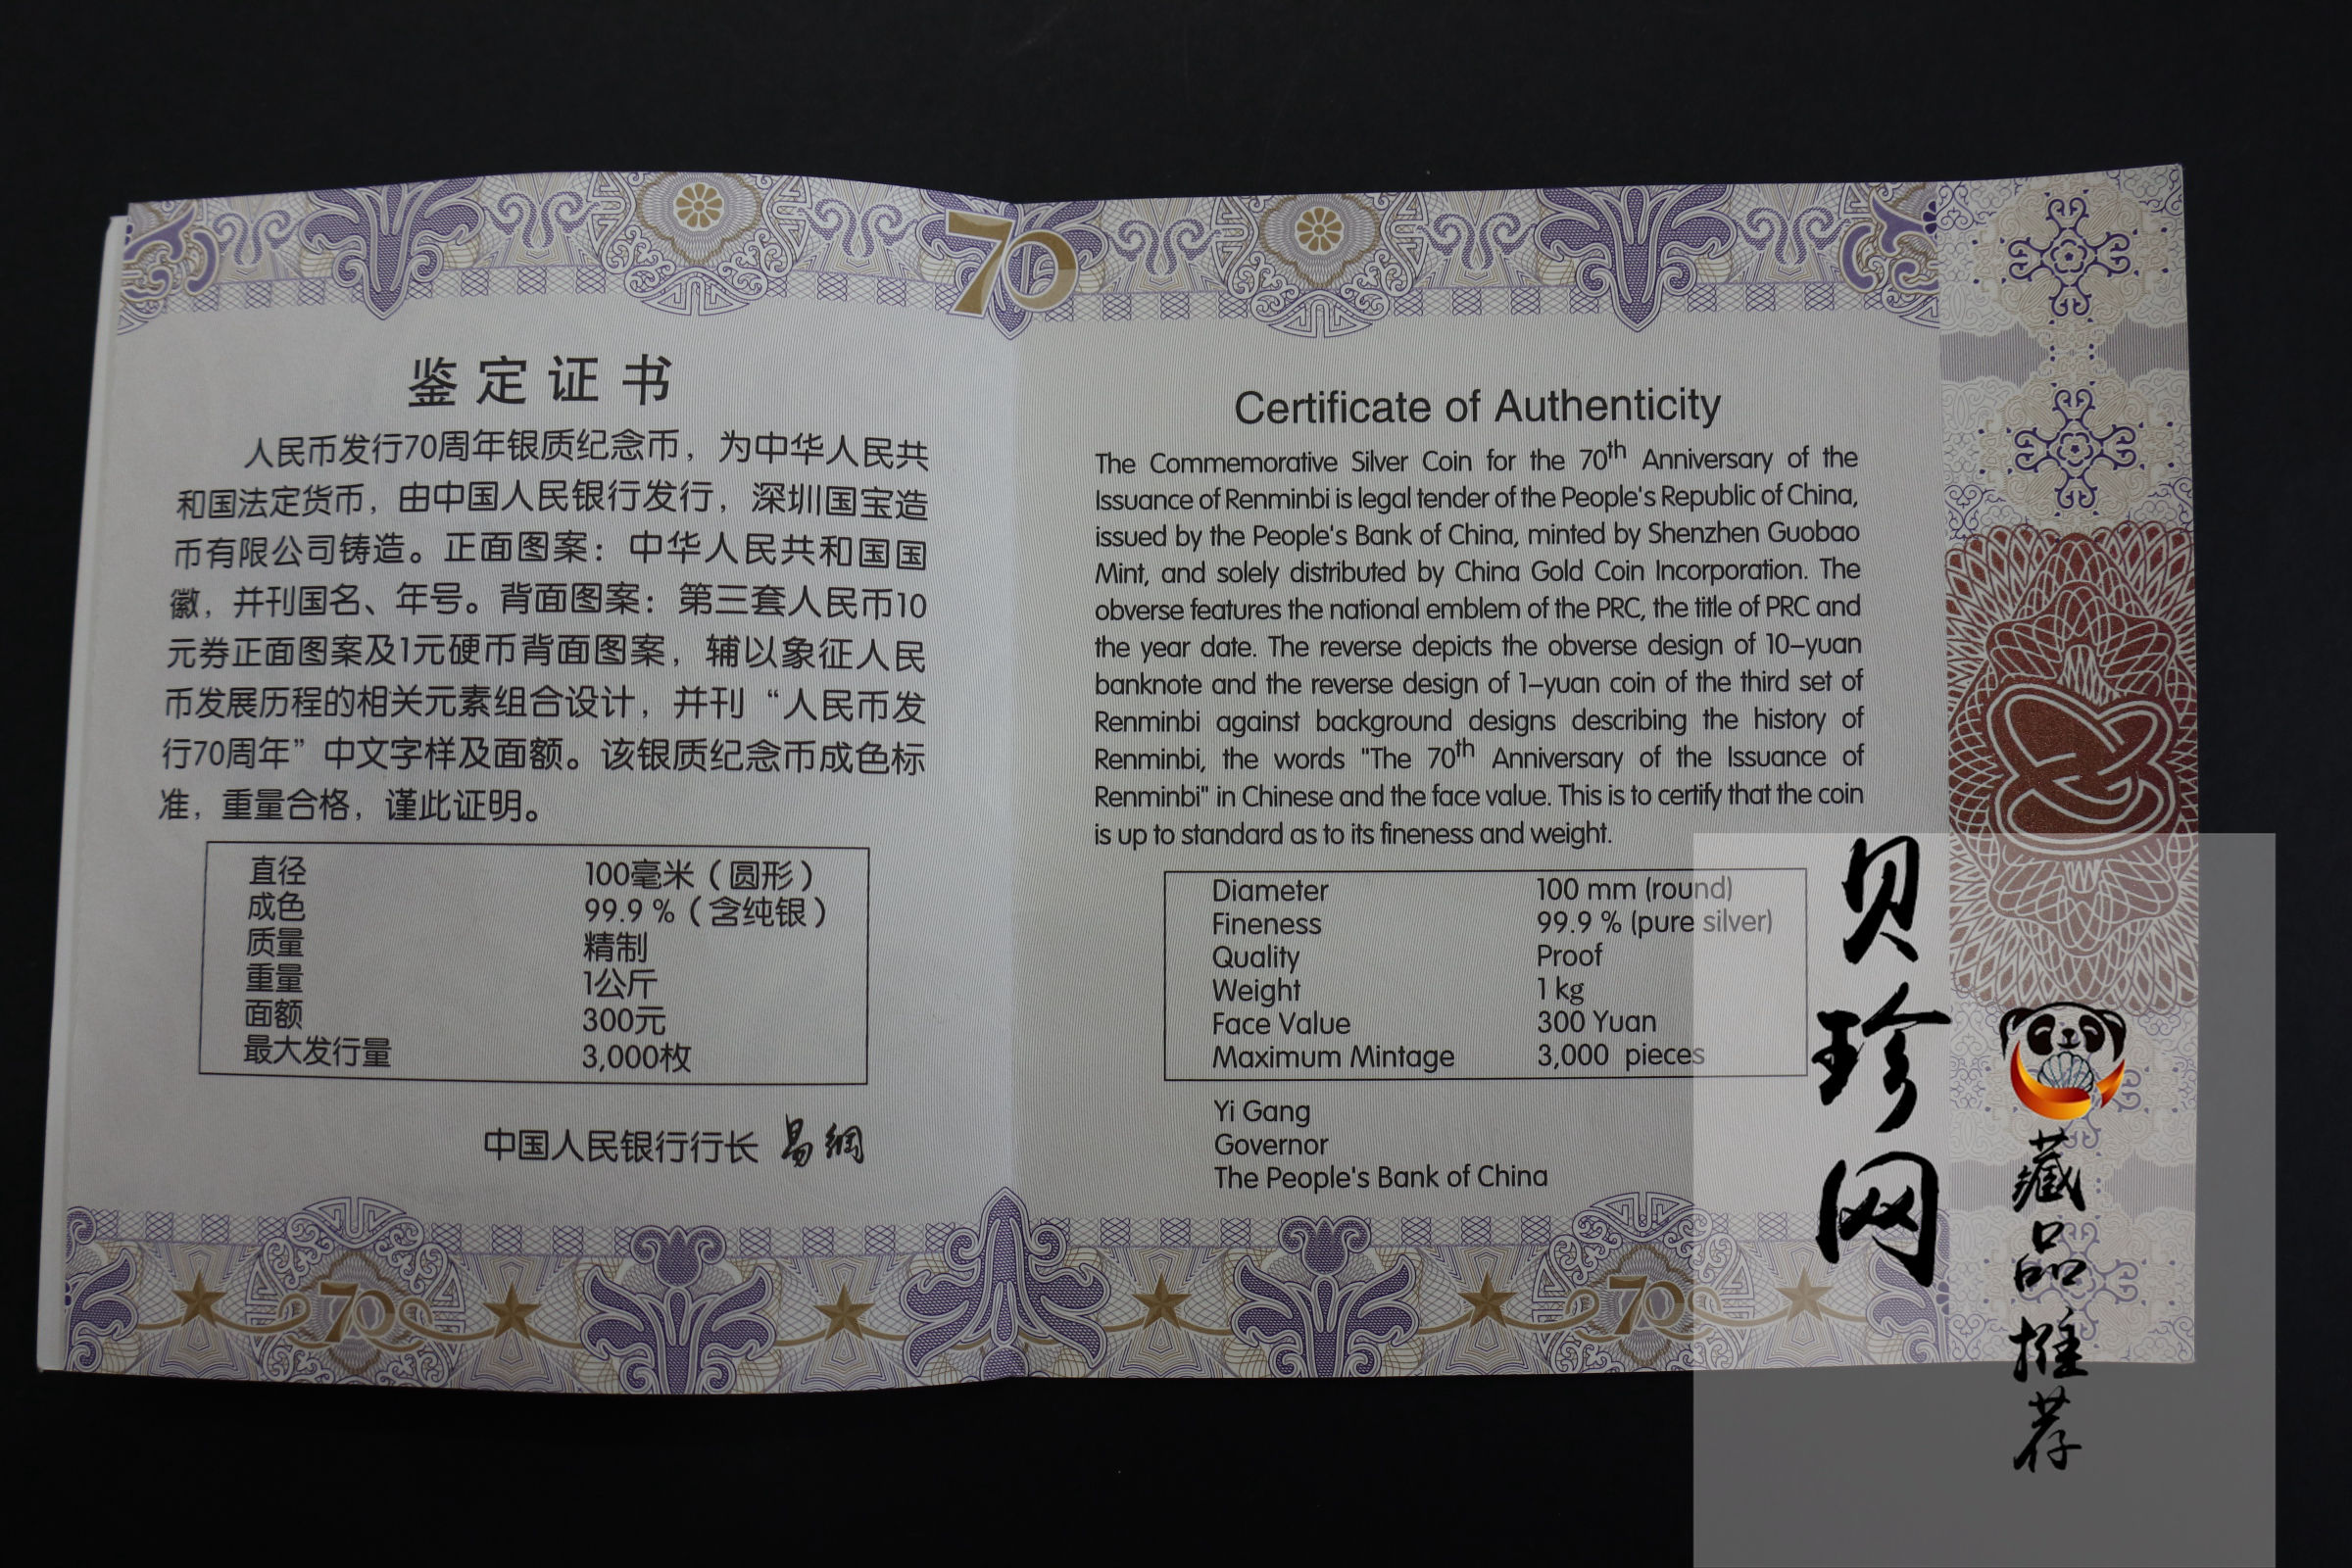 70
鉴定证书
人民币发行70周年银质纪念币，为中华人民共
和国法定货币，由中国人民银行发行，深圳国宝造
币有限公司铸造。正面图案：中华人民共和国国
徽，并刊国名、年号。背面图案：第三套人民币10
元券正面图案及1元硬币背面图案，辅以象征人民
币发展历程的相关元素组合设计，并刊“人民币发
行70周年”中文字样及面额。该银质纪念币成色标
准，重量合格，谨此证明。
直径 100毫米（圆形）
成色 99.9 %（含纯银）
质量 精制
重量 1公斤
面额 300元
最大发行量 3,000枚
中国人民银行行长 易纲
70
Certificate of Authenticity
The Commemorative Silver Coin for the 70th Anniversary of the
Issuance of Renminbi is legal tender of the People's Republic of China,
issued by the People's Bank of China, minted by Shenzhen Guobao
Mint, and solely distributed by China Gold Coin Incorporation. The
obverse features the national emblem of the PRC, the title of PRC and
the year date. The reverse depicts the obverse design of 10-yuan
banknote and the reverse design of 1-yuan coin of the third set of
Renminbi against background designs describing the history of
Renminbi, the words "The 70th Anniversary of the Issuance of
Renminbi" in Chinese and the face value. This is to certify that the coin
is up to standard as to its fineness and weight.
Diameter 100 mm (round)
Fineness 99.9 % (pure silver)
Quality Proof
Weight 1 kg
Face Value 300 Yuan
Maximum Mintage 3,000 pieces
Yi Gang
Governor
The People's Bank of China
70
贝珍网
藏品推荐